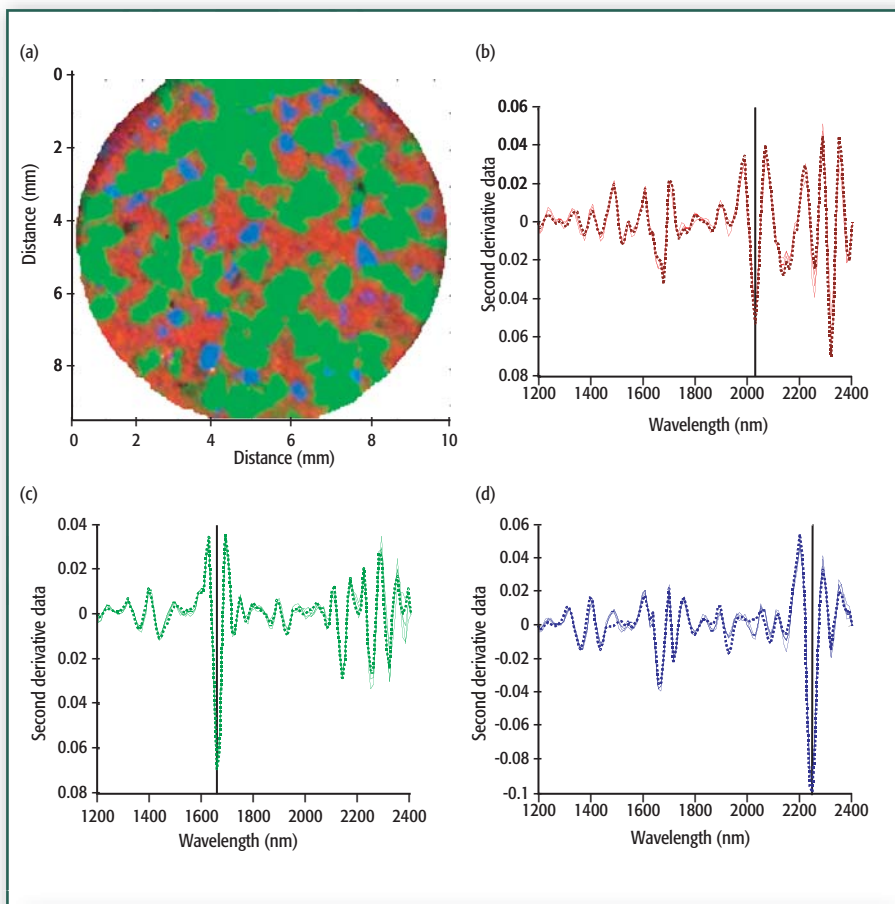 (a)
0
2
4
6
8
Distance (mm)
0 2 4 6 8 10
Distance (mm)
(b)
0.06
0.04
0.02
0
0.02
0.04
0.06
0.08
Second derivative data
1200 1400 1600 1800 2000 2200 2400
Wavelength (nm)
(c)
0.04
0.02
0
0.02
0.04
0.06
0.08
Second derivative data
1200 1400 1600 1800 2000 2200 2400
Wavelength (nm)
(d)
0.06
0.04
0.02
0
-0.02
-0.04
-0.06
-0.08
-0.1
Second derivative data
1200 1400 1600 1800 2000 2200 2400
Wavelength (nm)